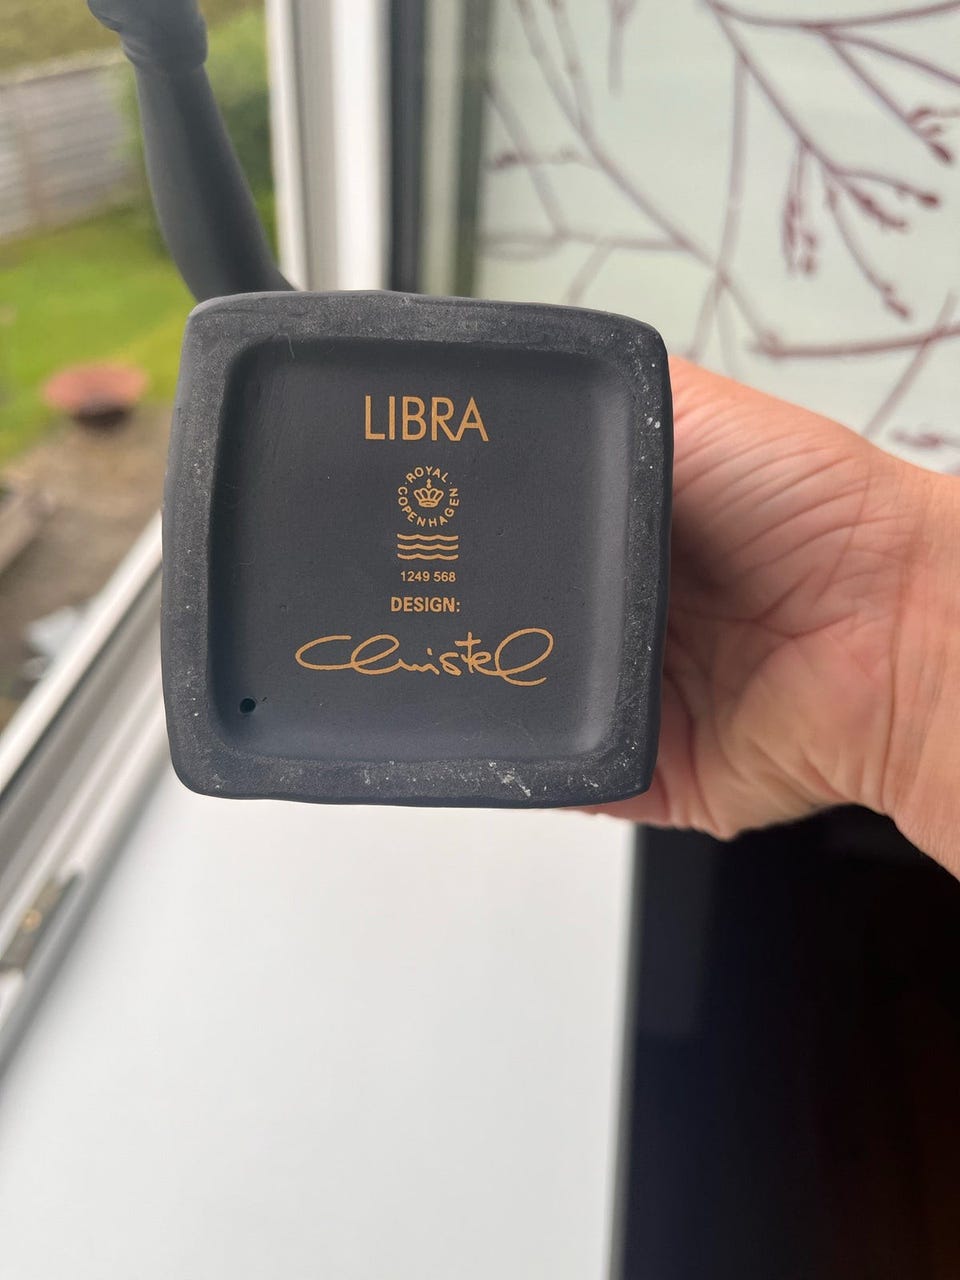 LIBRA
ROYAL COPENHAGEN
1249 568
DESIGN:
Christel